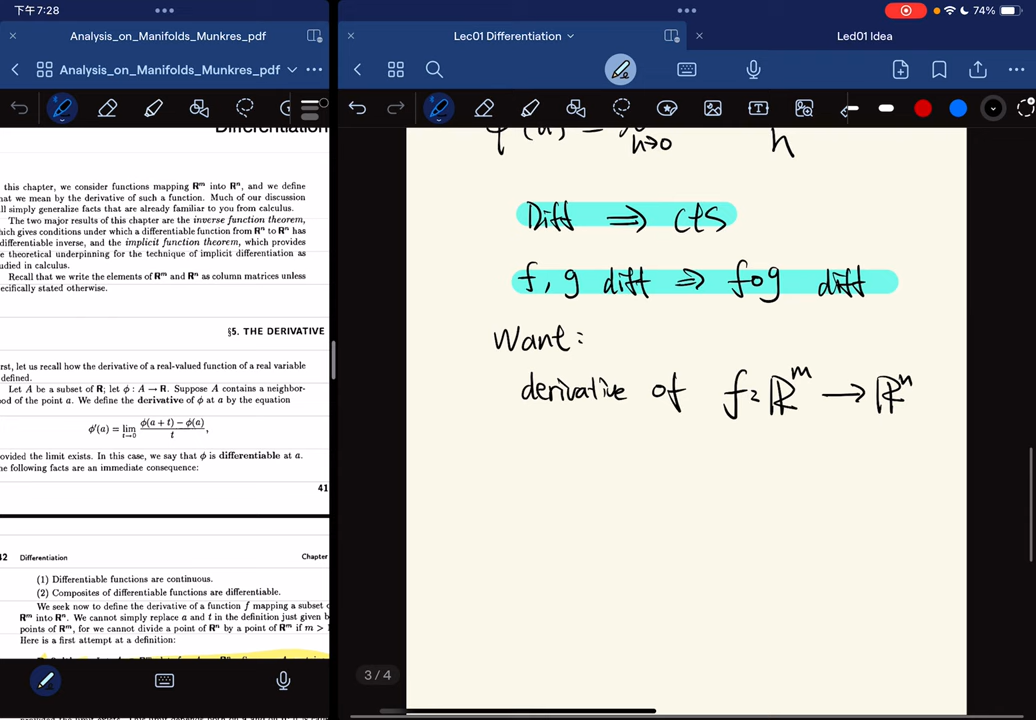 下午7:28
74%
Analysis_on_Manifolds_Munkres_pdf
Lec01 Differentiation
Led01 Idea
Analysis_on_Manifolds_Munkres_pdf
Differentiation
this chapter, we consider functions mapping Rᵐ into Rⁿ, and we define
hat we mean by the derivative of such a function. Much of our discussion
ll simply generalize facts that are already familiar to you from calculus.
The two major results of this chapter are the inverse function theorem,
hich gives conditions under which a differentiable function from Rⁿ to Rⁿ has
differentiable inverse, and the implicit function theorem, which provides
e theoretical underpinning for the technique of implicit differentiation as
udied in calculus.
Recall that we write the elements of Rᵐ and Rⁿ as column matrices unless
ecifically stated otherwise.
§5. THE DERIVATIVE
rst, let us recall how the derivative of a real-valued function of a real variable
defined.
Let A be a subset of R; let ϕ : A → R. Suppose A contains a neighbor-
ood of the point a. We define the derivative of ϕ at a by the equation
ϕ′(a) = lim t→0 (ϕ(a + t) − ϕ(a))/t,
ovided the limit exists. In this case, we say that ϕ is differentiable at a.
he following facts are an immediate consequence:
41
42 Differentiation Chapter
(1) Differentiable functions are continuous.
(2) Composites of differentiable functions are differentiable.
We seek now to define the derivative of a function f mapping a subset o
Rᵐ into Rⁿ. We cannot simply replace a and t in the definition just given b
points of Rᵐ, for we cannot divide a point of Rⁿ by a point of Rᵐ if m >
Here is a first attempt at a definition:
h→0 h
Diff ⇒ cts
f, g diff ⇒ f∘g diff
Want:
derivative of f: ℝᵐ → ℝⁿ
3 / 4